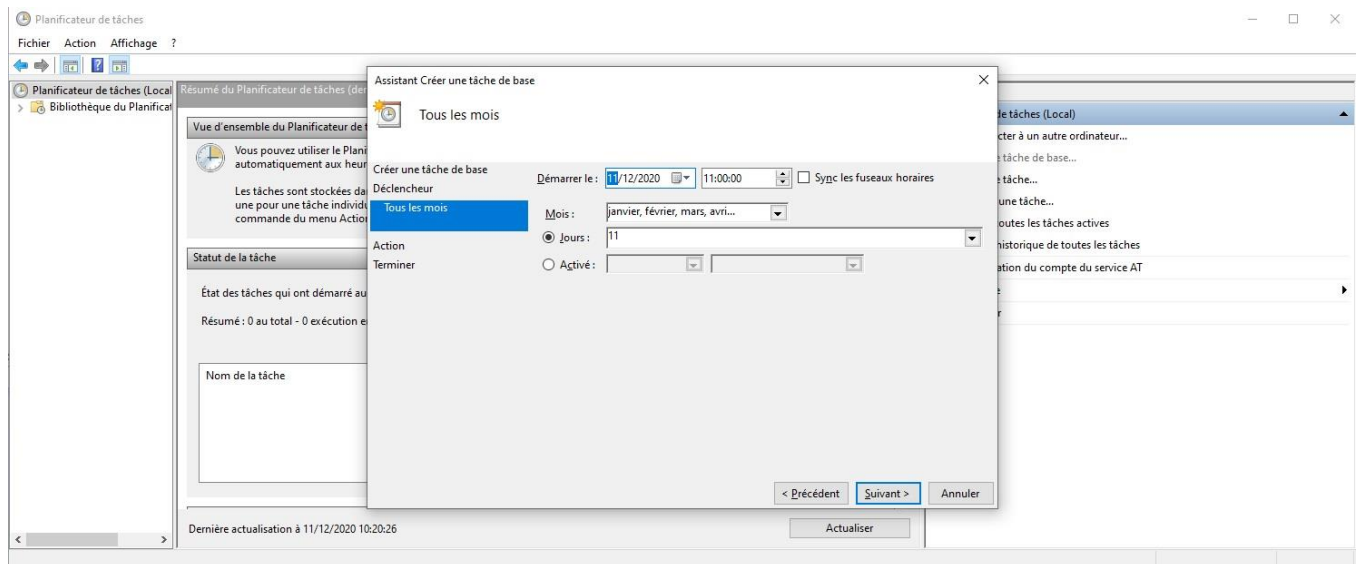 Planificateur de tâches
Fichier Action Affichage ?
Planificateur de tâches (Local
Bibliothèque du Planificat
Résumé du Planificateur de tâches (der
Vue d'ensemble du Planificateur de t
Vous pouvez utiliser le Plani
automatiquement aux heur
Les tâches sont stockées da
une pour une tâche individu
commande du menu Action
Statut de la tâche
État des tâches qui ont démarré au
Résumé : 0 au total - 0 exécution e
Nom de la tâche
Dernière actualisation à 11/12/2020 10:20:26
Actualiser
Assistant Créer une tâche de base
Tous les mois
Créer une tâche de base
Déclencheur
Tous les mois
Action
Terminer
Démarrer le : 11/12/2020 11:00:00 Sync les fuseaux horaires
Mois : janvier, février, mars, avri...
Jours : 11
Activé :
< Précédent Suivant > Annuler
de tâches (Local)
cter à un autre ordinateur...
tâche de base...
tâche...
une tâche...
outes les tâches actives
historique de toutes les tâches
ation du compte du service AT